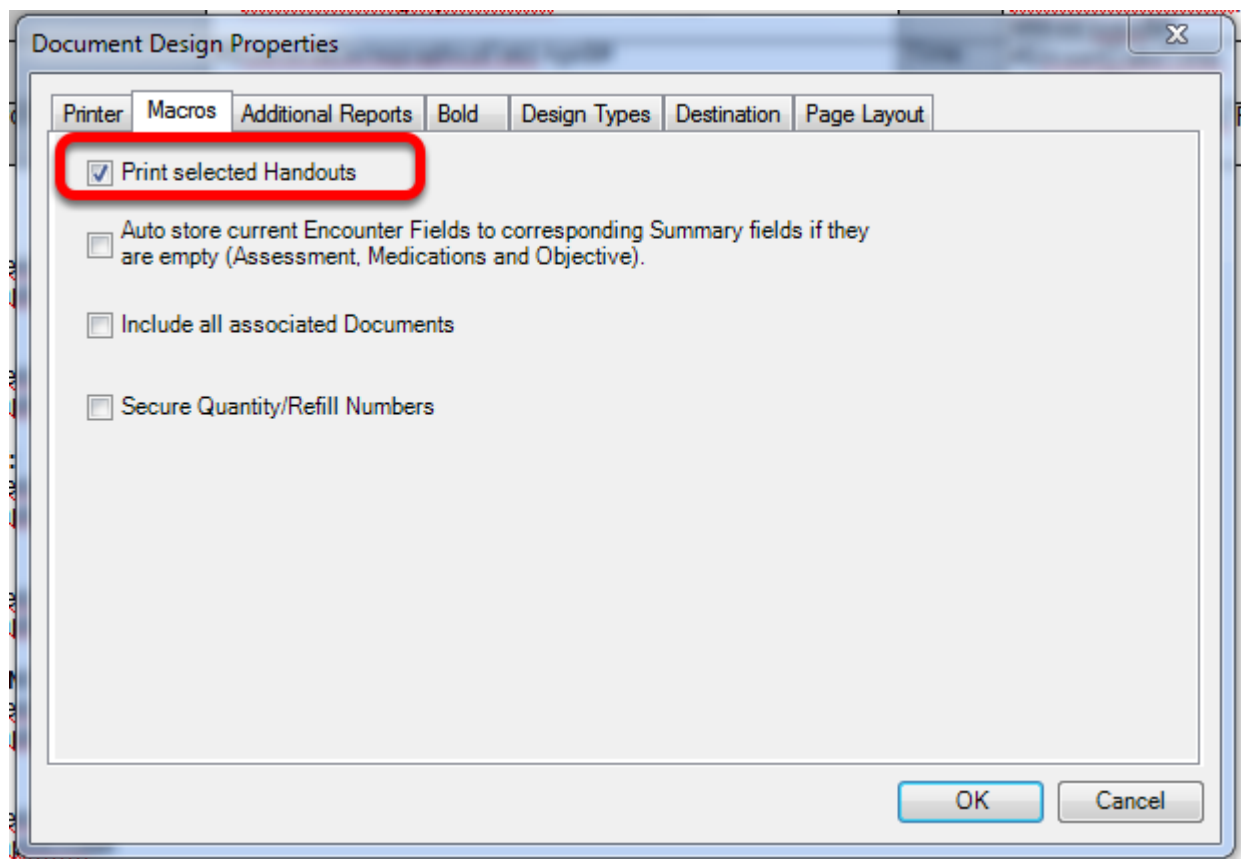 Document Design Properties
Printer Macros Additional Reports Bold Design Types Destination Page Layout
Print selected Handouts
Auto store current Encounter Fields to corresponding Summary fields if they
are empty (Assessment, Medications and Objective).
Include all associated Documents
Secure Quantity/Refill Numbers
OK Cancel